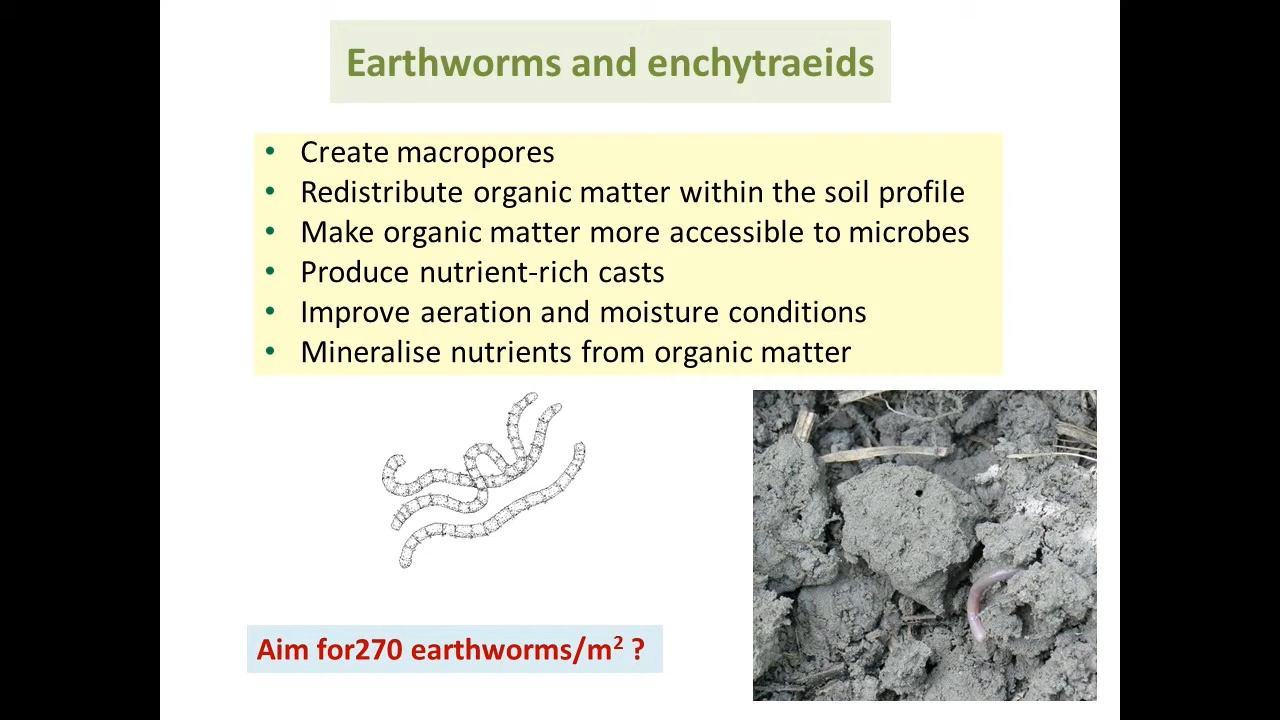 Earthworms and enchytraeids
• Create macropores
• Redistribute organic matter within the soil profile
• Make organic matter more accessible to microbes
• Produce nutrient-rich casts
• Improve aeration and moisture conditions
• Mineralise nutrients from organic matter
Aim for270 earthworms/m² ?